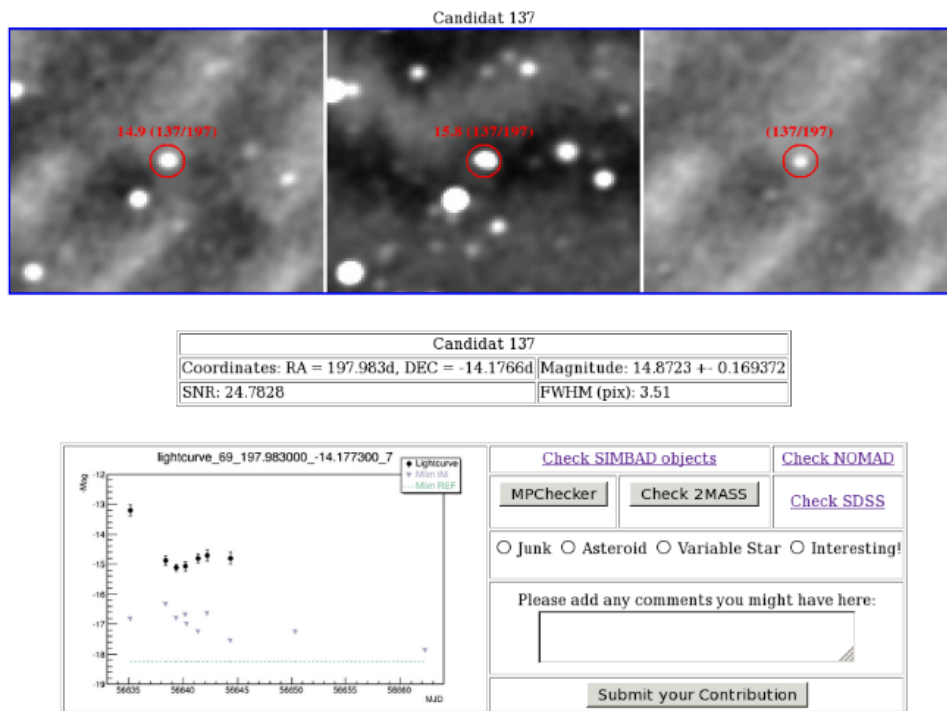 Candidat 137
14.9 (137/197) 15.8 (137/197) (137/197)
Candidat 137
Coordinates: RA = 197.983d, DEC = -14.1766d Magnitude: 14.8723 +- 0.169372
SNR: 24.7828 FWHM (pix): 3.51
lightcurve_69_197.983000_-14.177300_7
Lightcurve
Mlim IM
Mlim REF
-Mag
-12
-13
-14
-15
-16
-17
-18
-19
56635 56640 56645 56650 56655 56660
MJD
Check SIMBAD objects Check NOMAD
MPChecker Check 2MASS Check SDSS
Junk Asteroid Variable Star Interesting!
Please add any comments you might have here:
Submit your Contribution